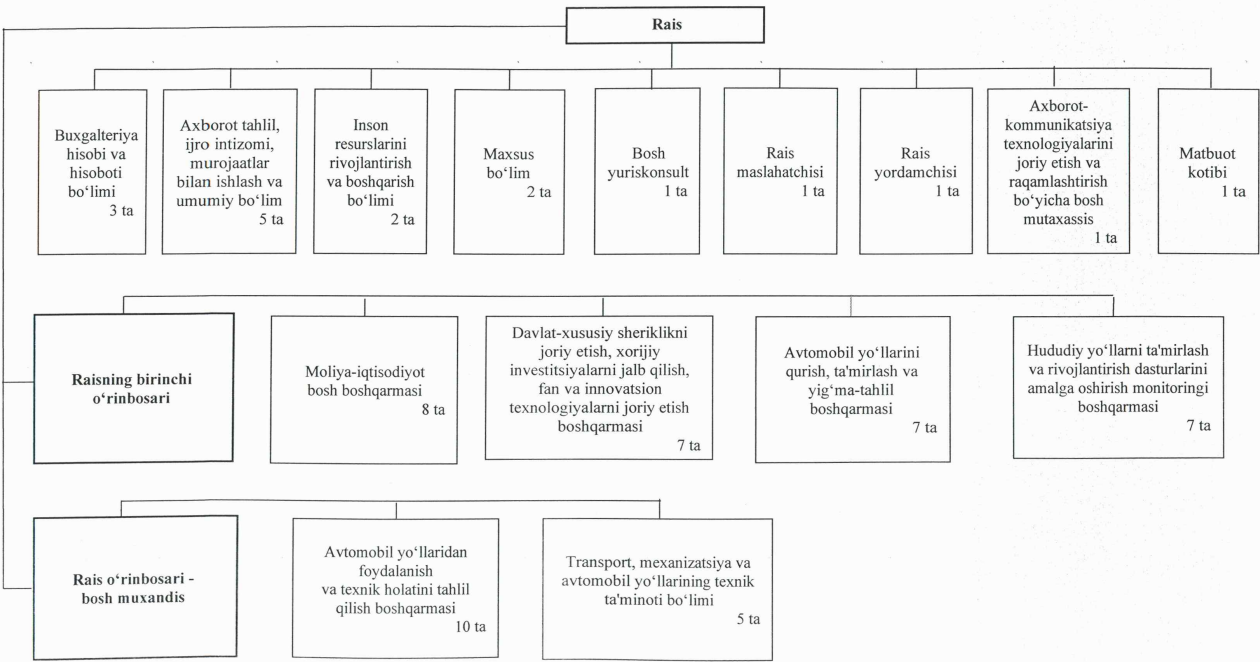 Rais
Buxgalteriya
hisobi va
hisoboti
bo‘limi
3 ta
Axborot tahlil,
ijro intizomi,
murojaatlar
bilan ishlash va
umumiy bo‘lim
5 ta
Inson
resurslarini
rivojlantirish
va boshqarish
bo‘limi
2 ta
Maxsus
bo‘lim
2 ta
Bosh
yuriskonsult
1 ta
Rais
maslahatchisi
1 ta
Rais
yordamchisi
1 ta
Axborot-
kommunikatsiya
texnologiyalarini
joriy etish va
raqamlashtirish
bo‘yicha bosh
mutaxassis
1 ta
Matbuot
kotibi
1 ta
Raisning birinchi
o‘rinbosari
Moliya-iqtisodiyot
bosh boshqarmasi
8 ta
Davlat-xususiy sheriklikni
joriy etish, xorijiy
investitsiyalarni jalb qilish,
fan va innovatsion
texnologiyalarni joriy etish
boshqarmasi
7 ta
Avtomobil yo‘llarini
qurish, ta'mirlash va
yig‘ma-tahlil
boshqarmasi
7 ta
Hududiy yo‘llarni ta'mirlash
va rivojlantirish dasturlarini
amalga oshirish monitoringi
boshqarmasi
7 ta
Rais o‘rinbosari -
bosh muxandis
Avtomobil yo‘llaridan
foydalanish
va texnik holatini tahlil
qilish boshqarmasi
10 ta
Transport, mexanizatsiya va
avtomobil yo‘llarining texnik
ta'minoti bo‘limi
5 ta